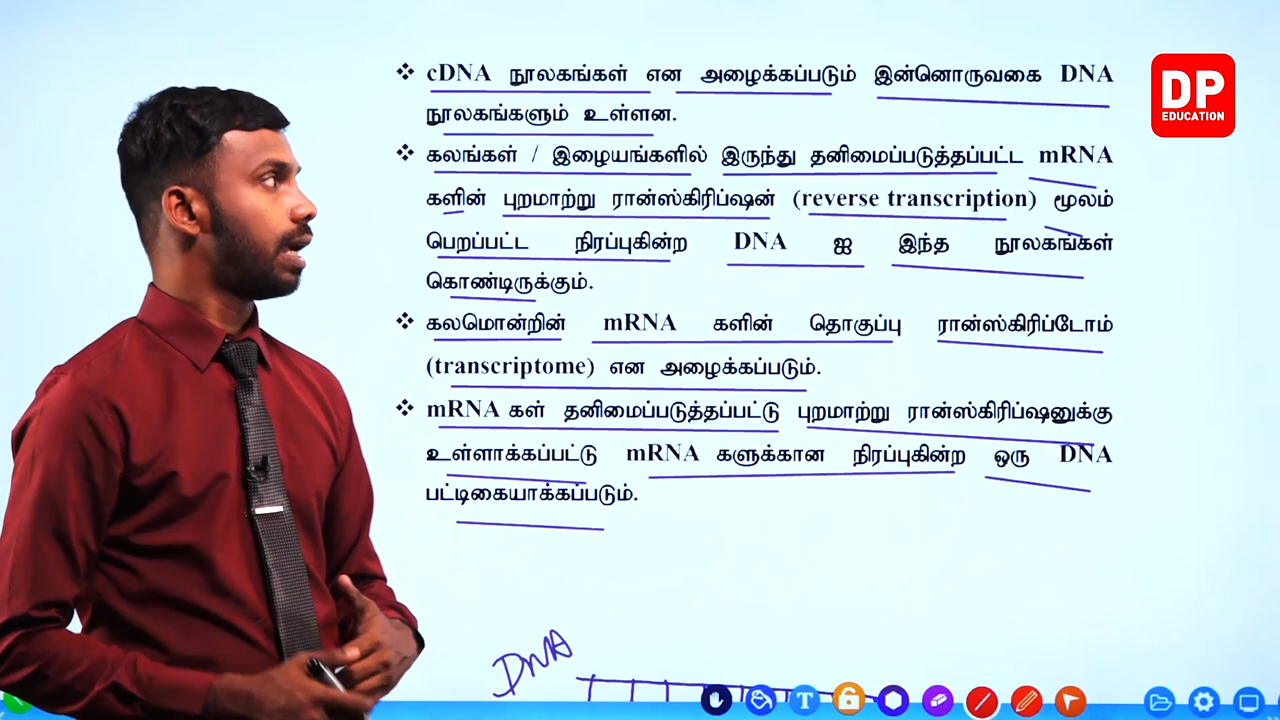 ❖ cDNA நூலகங்கள் என அழைக்கப்படும் இன்னொருவகை DNA
நூலகங்களும் உள்ளன.
❖ கலங்கள் / இழையங்களில் இருந்து தனிமைப்படுத்தப்பட்ட mRNA
களின் புறமாற்று ரான்ஸ்கிரிப்ஷன் (reverse transcription) மூலம்
பெறப்பட்ட நிரப்புகின்ற DNA ஐ இந்த நூலகங்கள்
கொண்டிருக்கும்.
❖ கலமொன்றின் mRNA களின் தொகுப்பு ரான்ஸ்கிரிப்டோம்
(transcriptome) என அழைக்கப்படும்.
❖ mRNA கள் தனிமைப்படுத்தப்பட்டு புறமாற்று ரான்ஸ்கிரிப்ஷனுக்கு
உள்ளாக்கப்பட்டு mRNA களுக்கான நிரப்புகின்ற ஒரு DNA
பட்டிகையாக்கப்படும்.
DNA
DP
EDUCATION
T